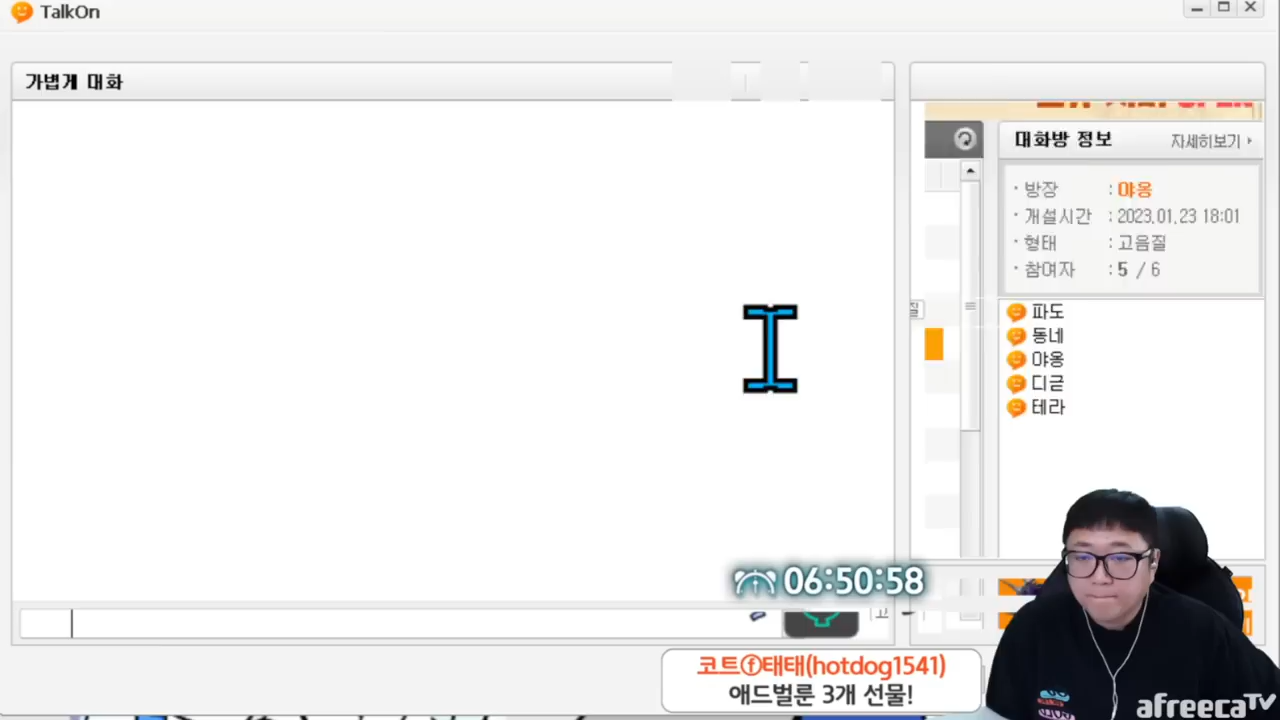 TalkOn
가볍게 대화
대화방 정보 자세히보기
· 방장 : 야옹
· 개설시간 : 2023.01.23 18:01
· 형태 : 고음질
· 참여자 : 5 / 6
파도
동네
야옹
디귿
테라
06:50:58
코트ⓕ태태(hotdog1541)
애드벌룬 3개 선물!
afreecaTV